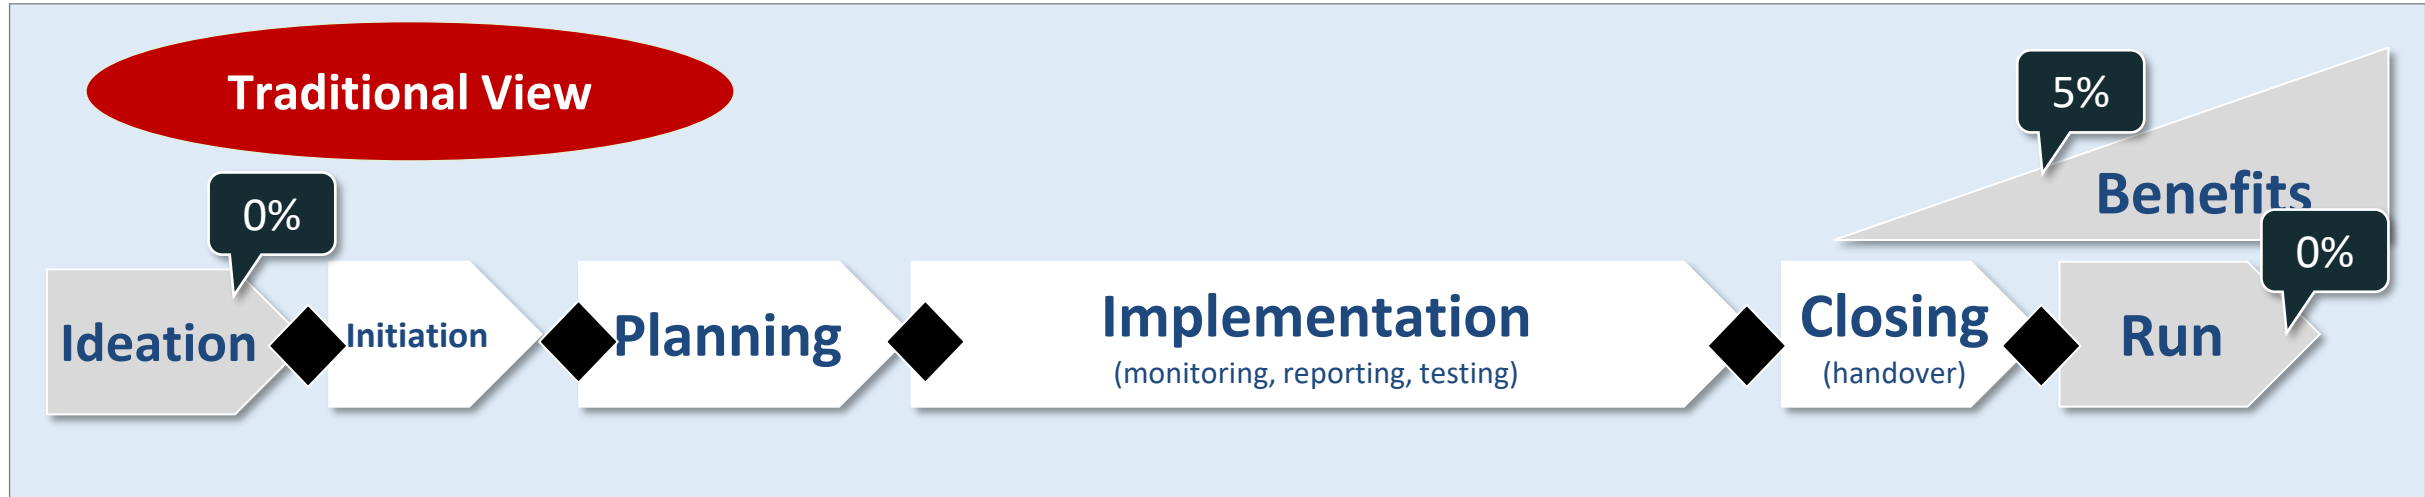 Traditional View
5%
Benefits
0%
0%
Ideation
Initiation
Planning
Implementation
(monitoring, reporting, testing)
Closing
(handover)
Run